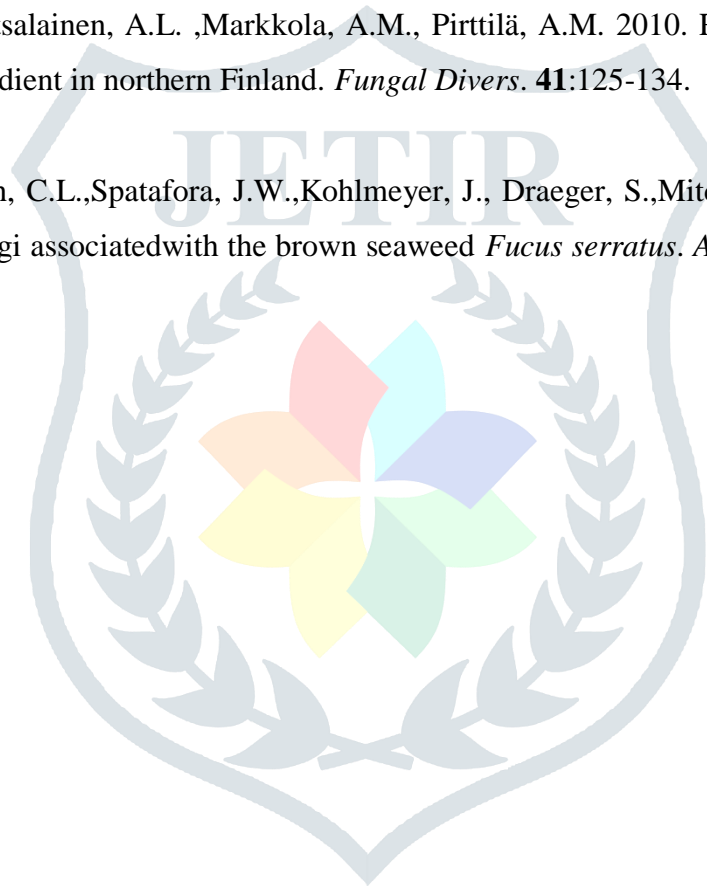 salainen, A.L. ,Markkola, A.M., Pirttilä, A.M. 2010.
dient in northern Finland. Fungal Divers. 41:125-134.
JETIR
C.L.,Spatafora, J.W.,Kohlmeyer, J., Draeger, S.,
gi associatedwith the brown seaweed Fucus serratus.